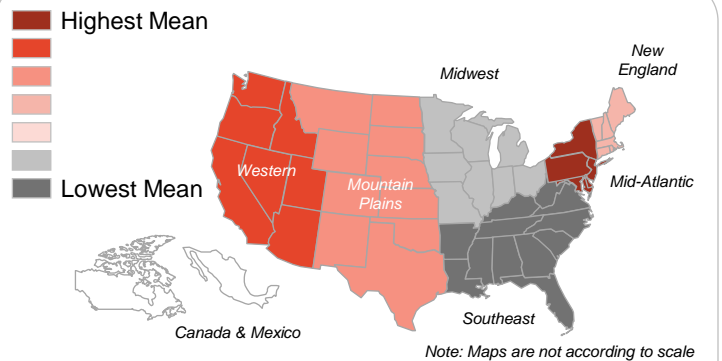 Highest Mean
Lowest Mean
New
England
Midwest
Western
Mountain
Plains
Mid-Atlantic
Southeast
Canada & Mexico
Note: Maps are not according to scale